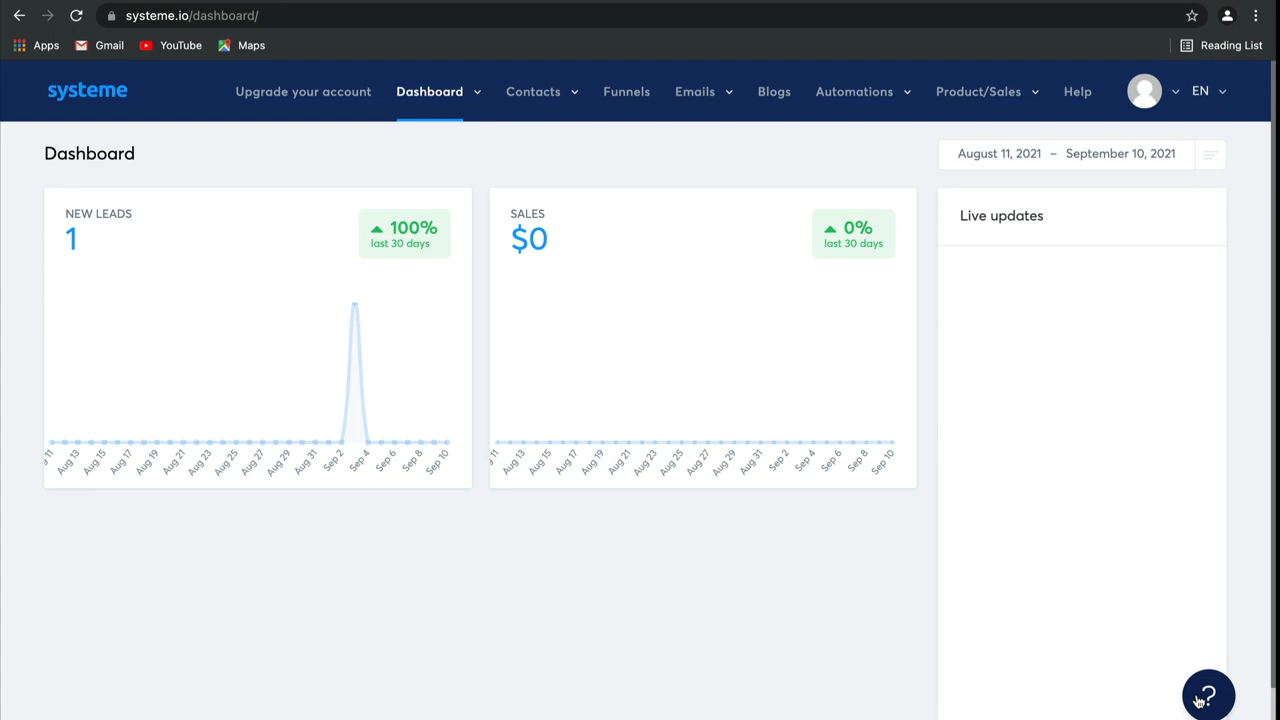 systeme.io/dashboard/
Apps Gmail YouTube Maps Reading List
systeme Upgrade your account Dashboard Contacts Funnels Emails Blogs Automations Product/Sales Help EN
Dashboard
August 11, 2021 – September 10, 2021
NEW LEADS
1
100%
last 30 days
11 Aug 13 Aug 15 Aug 17 Aug 19 Aug 21 Aug 23 Aug 25 Aug 27 Aug 29 Aug 31 Sep 2 Sep 4 Sep 6 Sep 8 Sep 10
SALES
$0
0%
last 30 days
11 Aug 13 Aug 15 Aug 17 Aug 19 Aug 21 Aug 23 Aug 25 Aug 27 Aug 29 Aug 31 Sep 2 Sep 4 Sep 6 Sep 8 Sep 10
Live updates
?